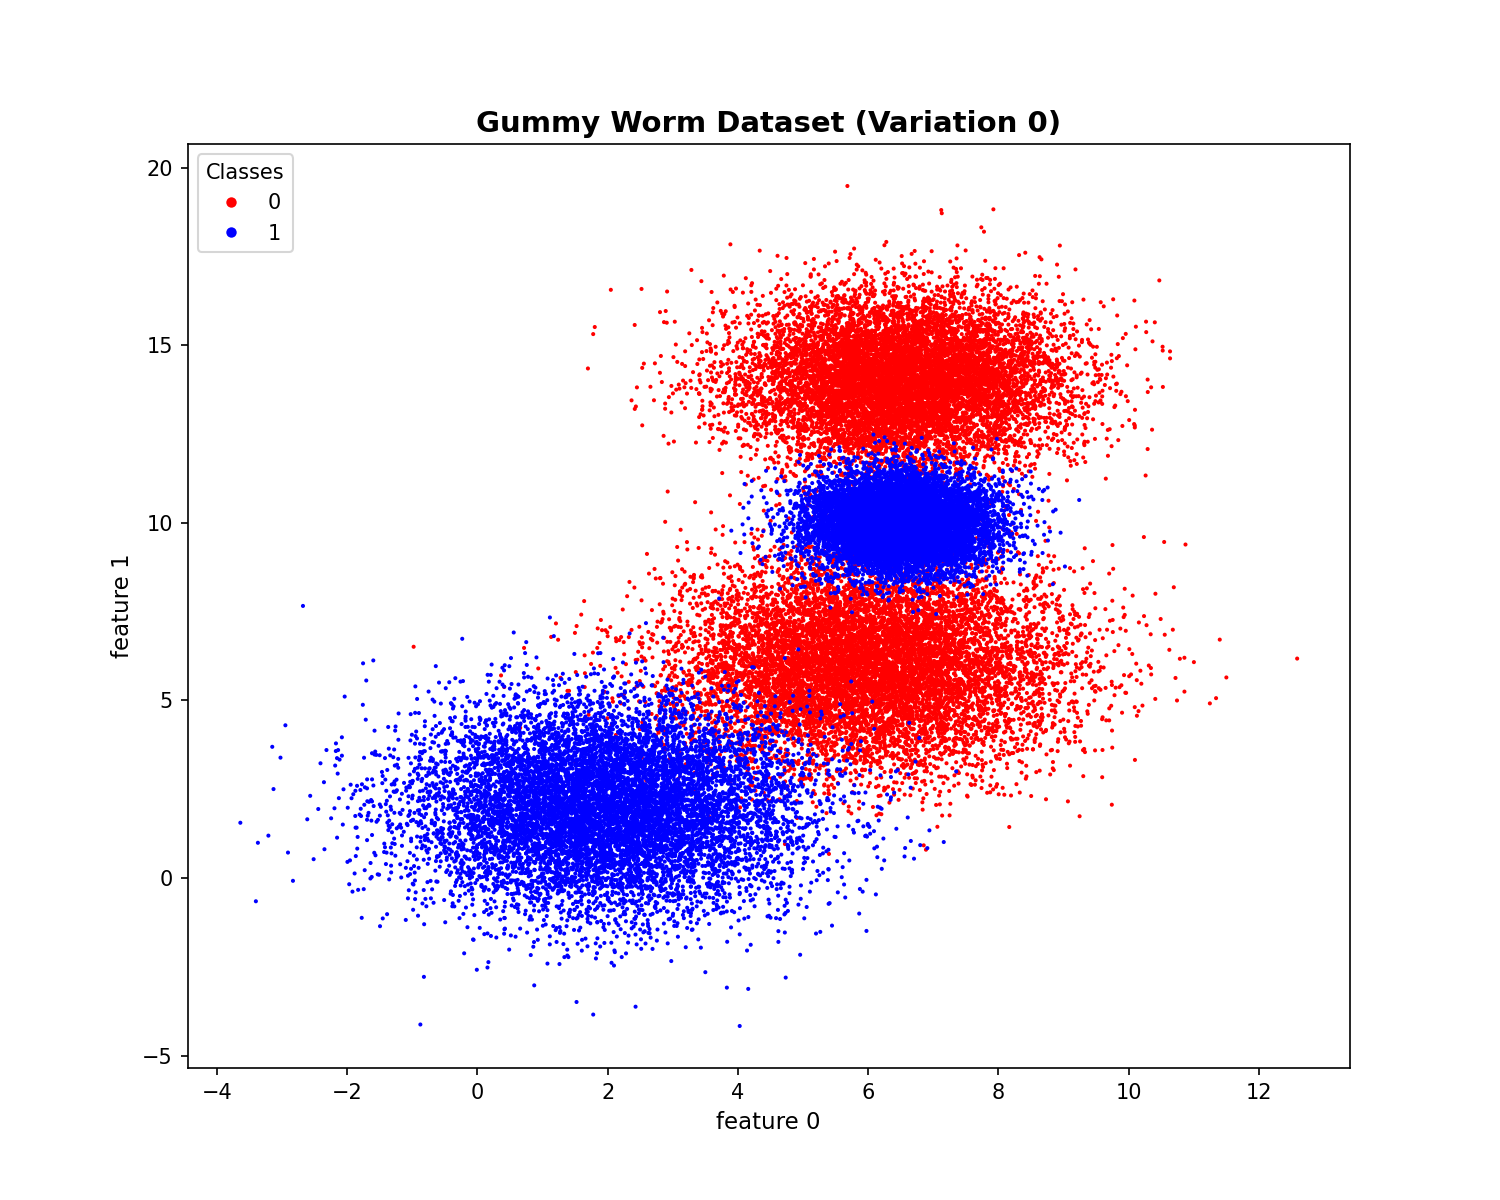 Gummy Worm Dataset (Variation 0)
Classes
0
1
20
15
10
5
0
−5
feature 1
−4 −2 0 2 4 6 8 10 12
feature 0